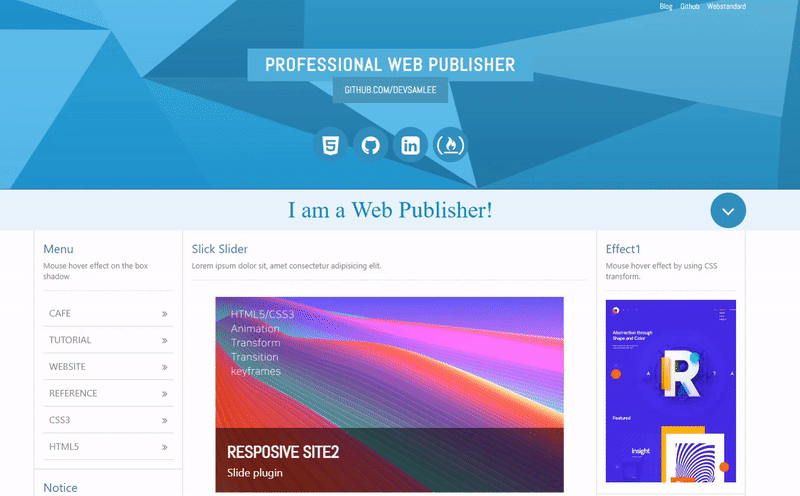 Blog Github Webstandard
PROFESSIONAL WEB PUBLISHER
GITHUB.COM/DEVSAMLEE
I am a Web Publisher!
Menu
Mouse hover effect on the box
shadow
CAFE
TUTORIAL
WEBSITE
REFERENCE
CSS3
HTML5
Notice
Slick Slider
Lorem ipsum dolor sit, amet consectetur adipisicing elit.
HTML5/CSS3
Animation
Transform
Transition
keyframes
RESPOSIVE SITE2
Slide plugin
Effect1
Mouse hover effect by using CSS
transform.
Abstraction through
Shape and Color
R
Featured
Insight